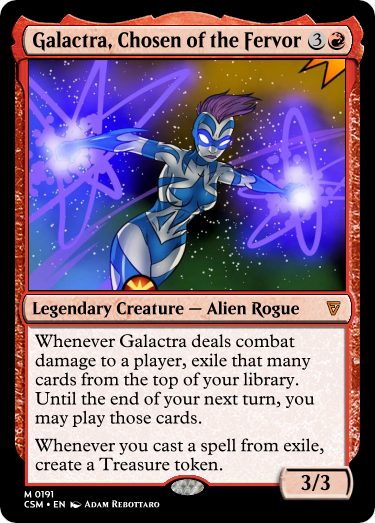 Galactra, Chosen of the Fervor 3
Legendary Creature — Alien Rogue
Whenever Galactra deals combat
damage to a player, exile that many
cards from the top of your library.
Until the end of your next turn, you
may play those cards.
Whenever you cast a spell from exile,
create a Treasure token.
3/3
M 0191
CSM • EN Adam Rebottaro